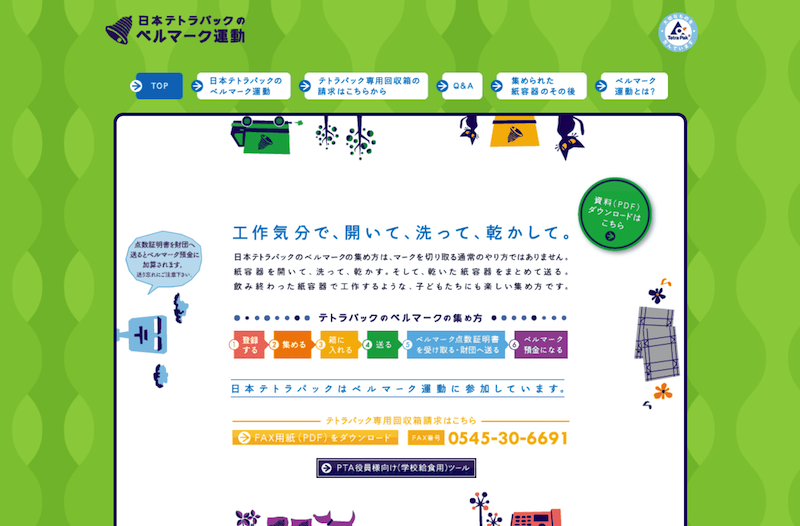 日本テトラパックの
ベルマーク運動
Tetra Pak
TOP
日本テトラパックの
ベルマーク運動
テトラパック専用回収箱の
請求はこちらから
Q&A
集められた
紙容器のその後
ベルマーク
運動とは?
資料(PDF)
ダウンロードは
こちら
工作気分で、開いて、洗って、乾かして。
点数証明書を財団へ
送るとベルマーク預金に
加算されます。
送り忘れにご注意下さい。
日本テトラパックのベルマークの集め方は、マークを切り取る通常のやり方ではありません。
紙容器を開いて、洗って、乾かす。そして、乾いた紙容器をまとめて送る。
飲み終わった紙容器で工作するような、子どもたちにも楽しい集め方です。
テトラパックのベルマークの集め方
1 登録
する
2 集める
3 箱に
入れる
4 送る
5 ベルマーク点数証明書
を受け取る・財団へ送る
6 ベルマーク
預金になる
日本テトラパックはベルマーク運動に参加しています。
テトラパック専用回収箱請求はこちら
FAX用紙(PDF)をダウンロード
FAX番号 0545-30-6691
PTA役員様向け(学校給食用)ツール